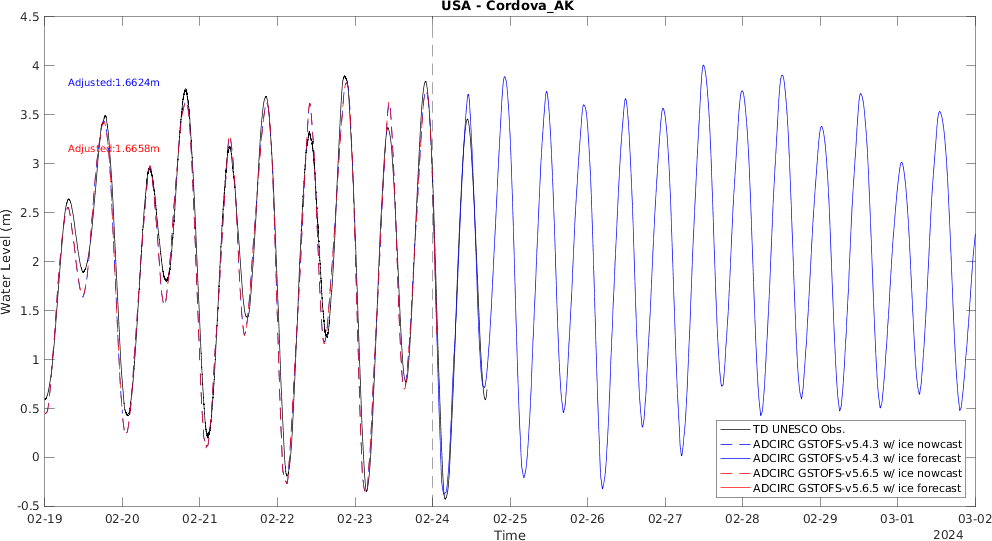 USA - Cordova_AK
4.5
4
3.5
3
2.5
2
1.5
1
0.5
0
-0.5
Water Level (m)
Adjusted:1.6624m
Adjusted:1.6658m
TD UNESCO Obs.
ADCIRC GSTOFS-v5.4.3 w/ ice nowcast
ADCIRC GSTOFS-v5.4.3 w/ ice forecast
ADCIRC GSTOFS-v5.6.5 w/ ice nowcast
ADCIRC GSTOFS-v5.6.5 w/ ice forecast
02-19 02-20 02-21 02-22 02-23 02-24 02-25 02-26 02-27 02-28 02-29 03-01 03-02
Time
2024